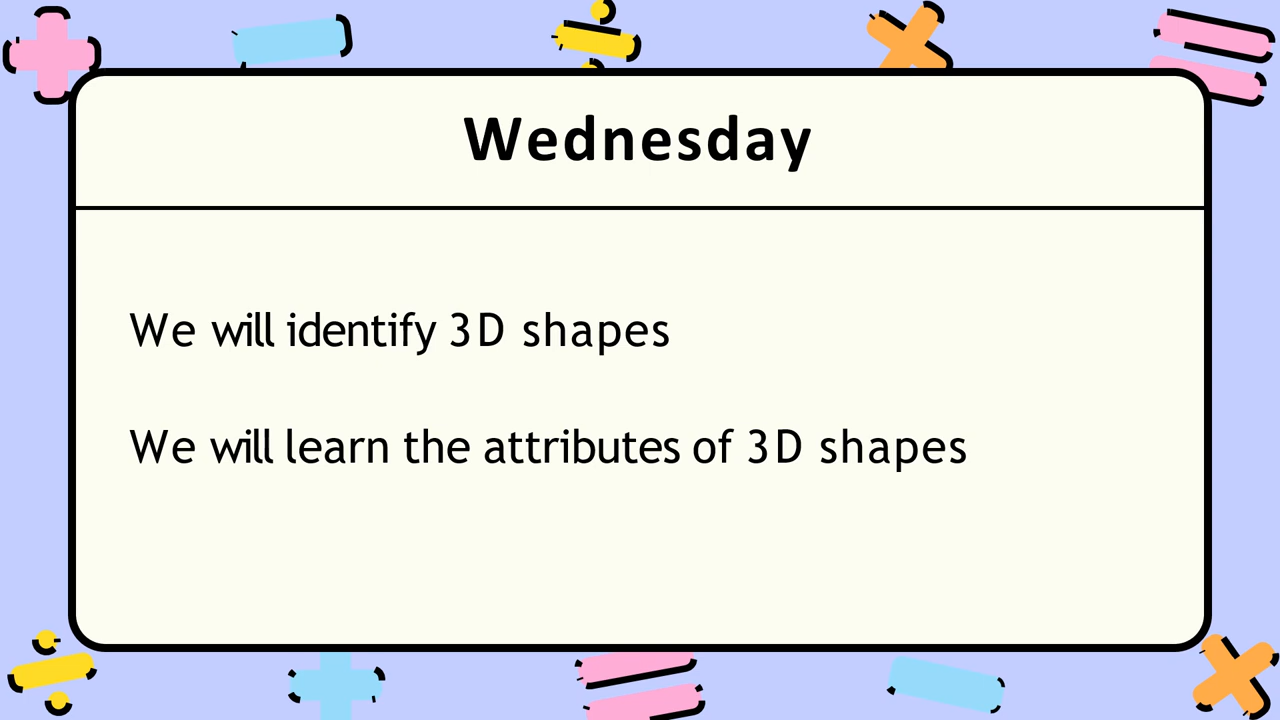 Wednesday
We will identify 3D shapes
We will learn the attributes of 3D shapes